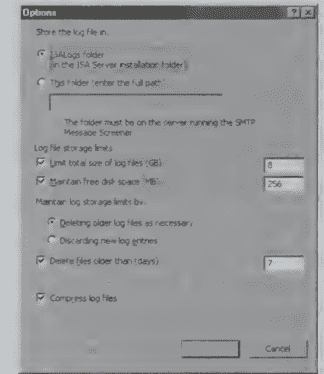 Options
Store the log file in:
ISALogs folder
(in the ISA Server installation folder)
This folder (enter the full path)
The folder must be on the server running the SMTP
Message Screener
Log file storage limits
Limit total size of log files (GB)
8
Maintain free disk space (MB)
256
Maintain log storage limits by:
Deleting older log files as necessary
Discarding new log entries
Delete files older than (days)
7
Compress log files
Cancel